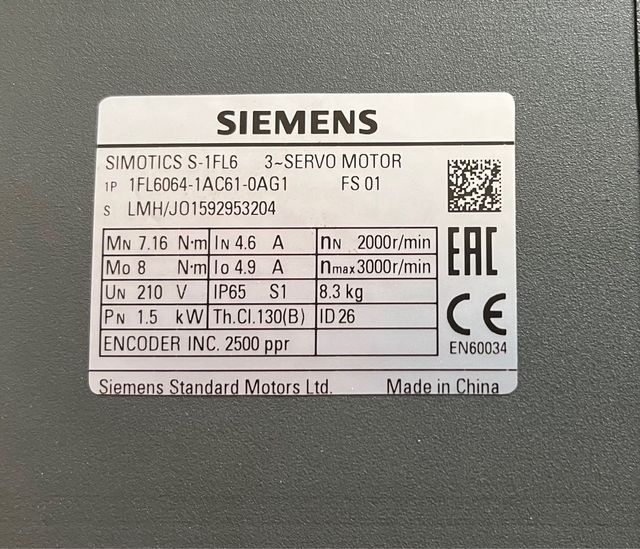 SIEMENS
SIMOTICS S-1FL6 3~SERVO MOTOR
1P 1FL6064-1AC61-0AG1 FS 01
S LMH/JO1592953204
MN 7.16 N·m IN 4.6 A nN 2000r/min
Mo 8 N·m Io 4.9 A nmax3000r/min
UN 210 V IP65 S1 8.3 kg
PN 1.5 kW Th.Cl.130(B) ID 26
ENCODER INC. 2500 ppr
EAC
CE
EN60034
Siemens Standard Motors Ltd. Made in China